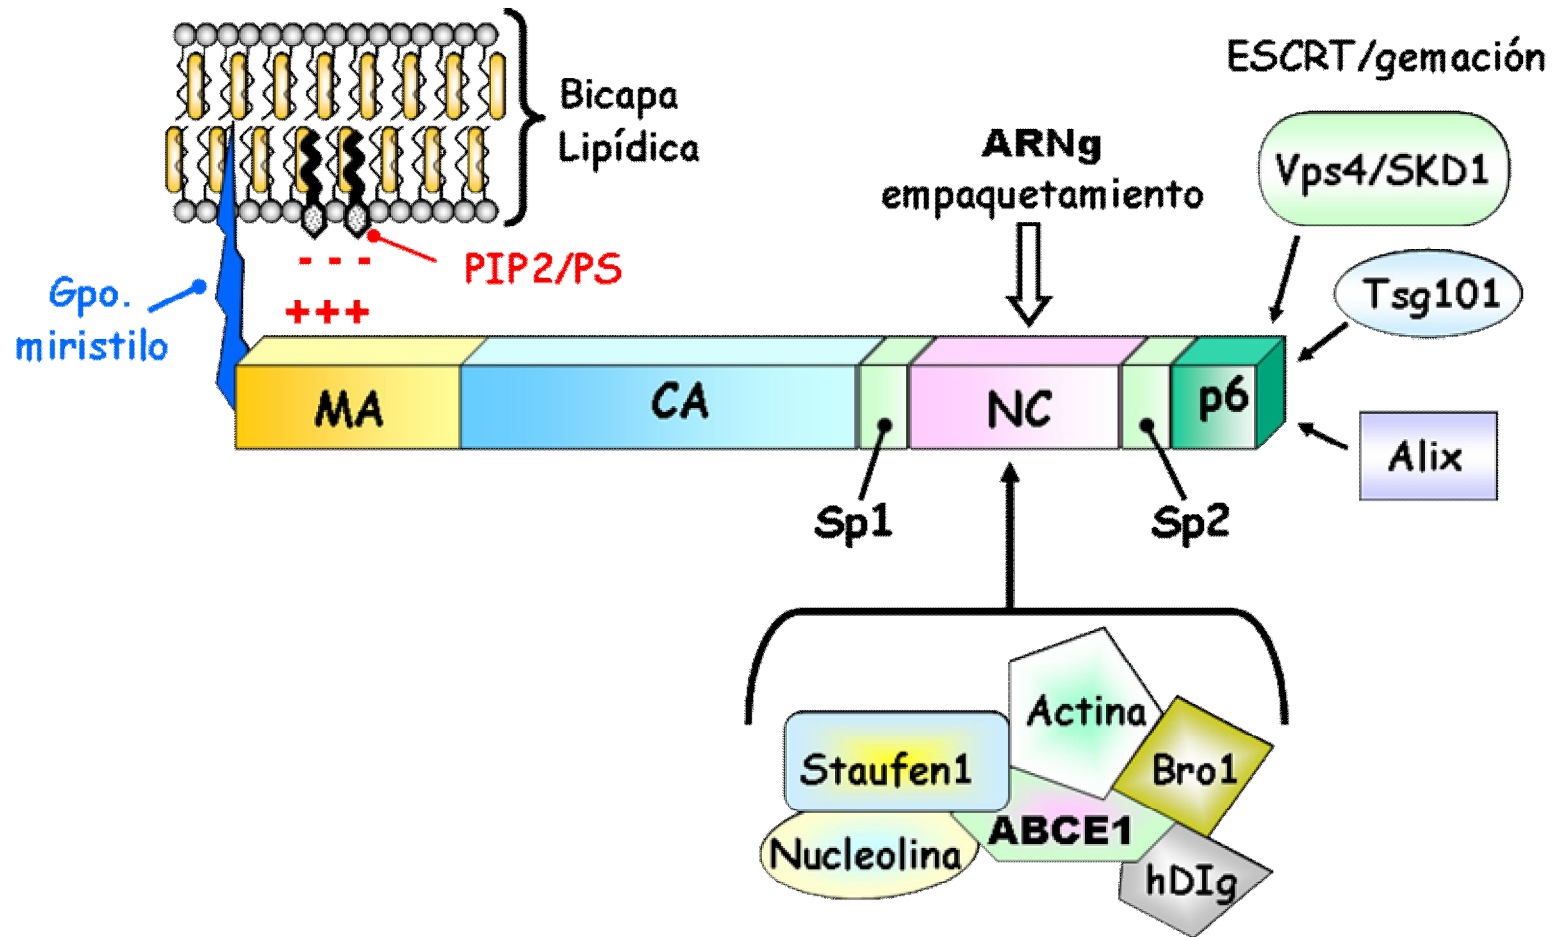 ESCRT/gemación
Bicapa
Lipídica
ARNg
empaquetamiento
Vps4/SKD1
- - -
PIP2/PS
Gpo.
miristilo
+++
Tsg101
MA
CA
NC
p6
Alix
Sp1
Sp2
Actina
Staufen1
Bro1
ABCE1
Nucleolina
hDIg